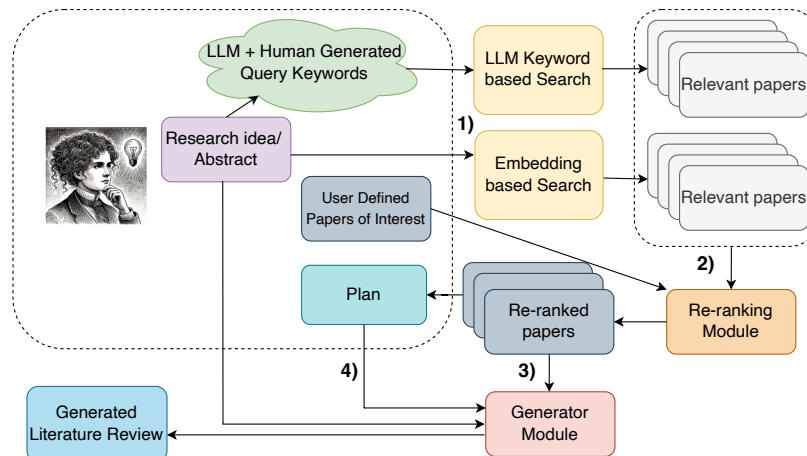 LLM + Human Generated
Query Keywords
LLM Keyword
based Search
Relevant papers
1)
Research idea/
Abstract
Embedding
based Search
Relevant papers
User Defined
Papers of Interest
2)
Plan
Re-ranked
papers
Re-ranking
Module
4)
3)
Generated
Literature Review
Generator
Module